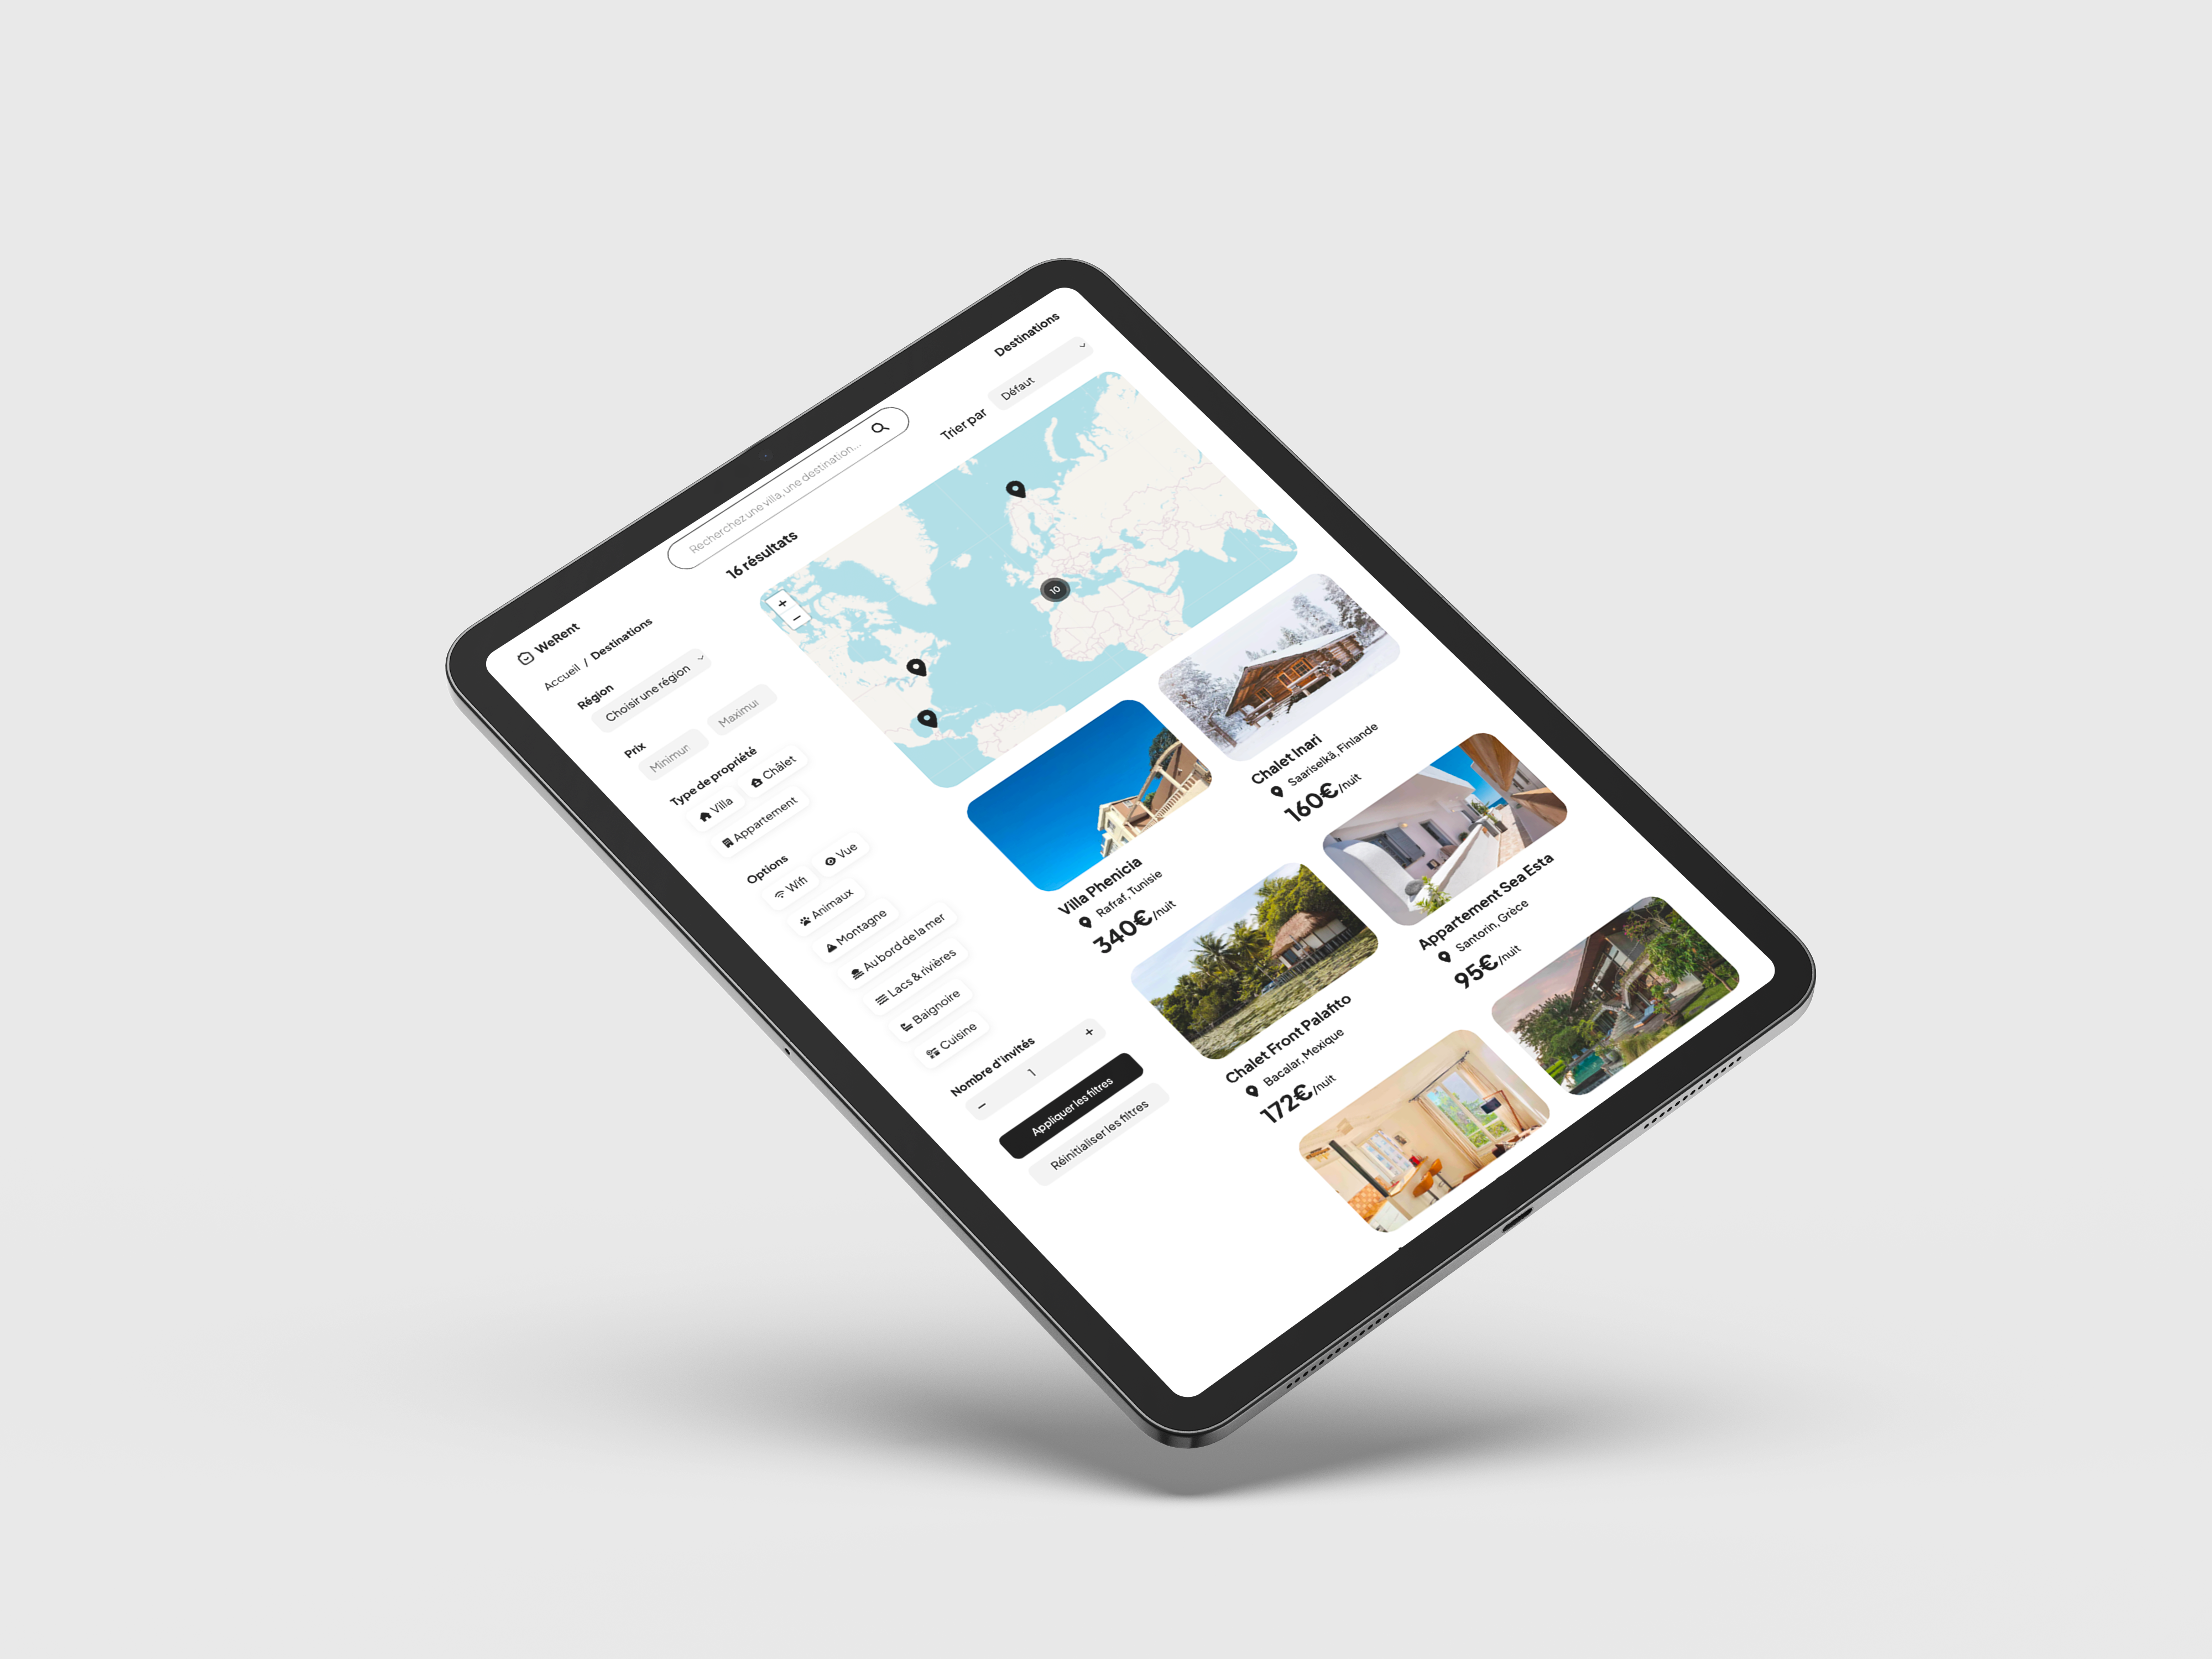 WeRent
Recherchez une villa, une destination...
Destinations
Accueil / Destinations
16 résultats
Trier par
Défaut
Région
Choisir une région
Prix
Minimur
Maximur
Type de propriété
Villa
Châlet
Appartement
Options
Wifi
Vue
Animaux
Montagne
Au bord de la mer
Lacs & rivières
Baignoire
Cuisine
Nombre d'invités
− 1 +
Appliquer les filtres
Réinitialiser les filtres
+
−
10
Villa Phenicia
Rafraf, Tunisie
340€/nuit
Chalet Inari
Saariselkä, Finlande
160€/nuit
Chalet Front Palafito
Bacalar, Mexique
172€/nuit
Appartement Sea Esta
Santorin, Grèce
95€/nuit